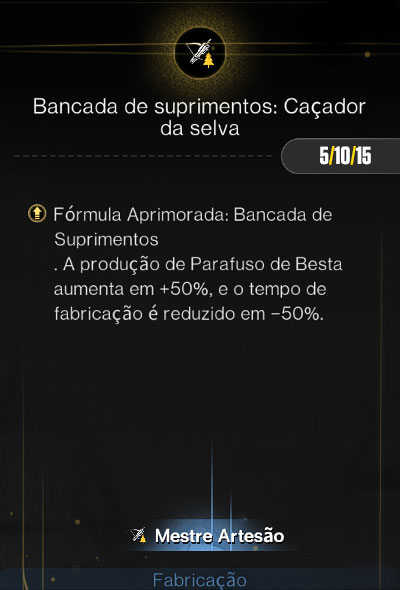 Bancada de suprimentos: Caçador
da selva
5/10/15
Fórmula Aprimorada: Bancada de
Suprimentos
. A produção de Parafuso de Besta
aumenta em +50%, e o tempo de
fabricação é reduzido em −50%.
Mestre Artesão
Fabricação